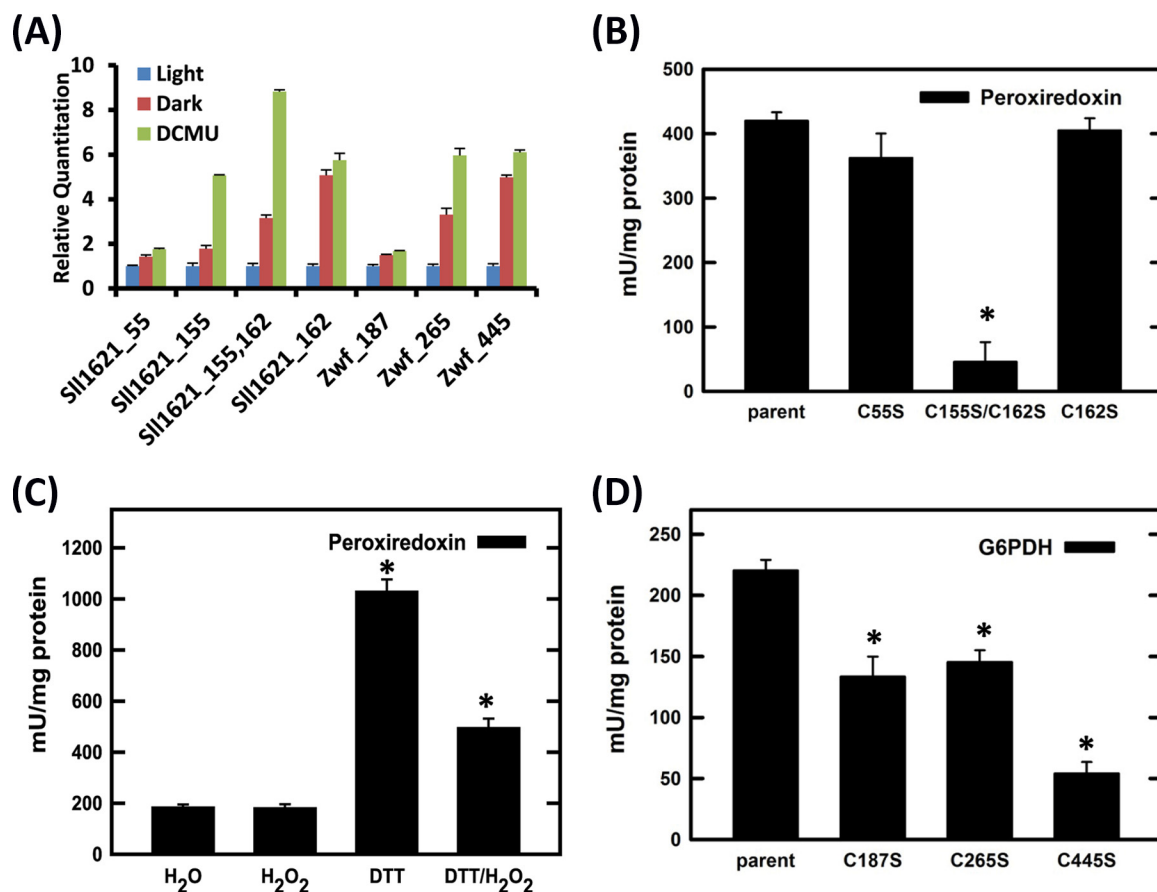 (A)
Relative Quantitation
10
8
6
4
2
0
Light
Dark
DCMU
Sll1621_55
Sll1621_155
Sll1621_155,162
Sll1621_162
Zwf_187
Zwf_265
Zwf_445
(B)
mU/mg protein
500
400
300
200
100
0
Peroxiredoxin
*
parent
C55S
C155S/C162S
C162S
(C)
mU/mg protein
1200
1000
800
600
400
200
0
Peroxiredoxin
*
*
H₂O
H₂O₂
DTT
DTT/H₂O₂
(D)
mU/mg protein
250
200
150
100
50
0
G6PDH
*
*
*
parent
C187S
C265S
C445S